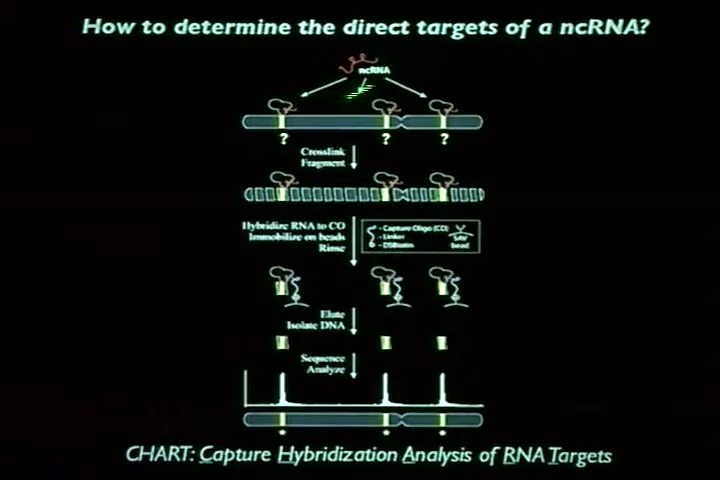 How to determine the direct targets of a ncRNA?
ncRNA
? ? ?
Crosslink
Fragment
Hybridize RNA to CO
Immobilize on beads
Rinse
- Capture Oligo (CO)
- Linker
- DSBiotin
SAV
bead
Elute
Isolate DNA
Sequence
Analyze
* * *
CHART: Capture Hybridization Analysis of RNA Targets